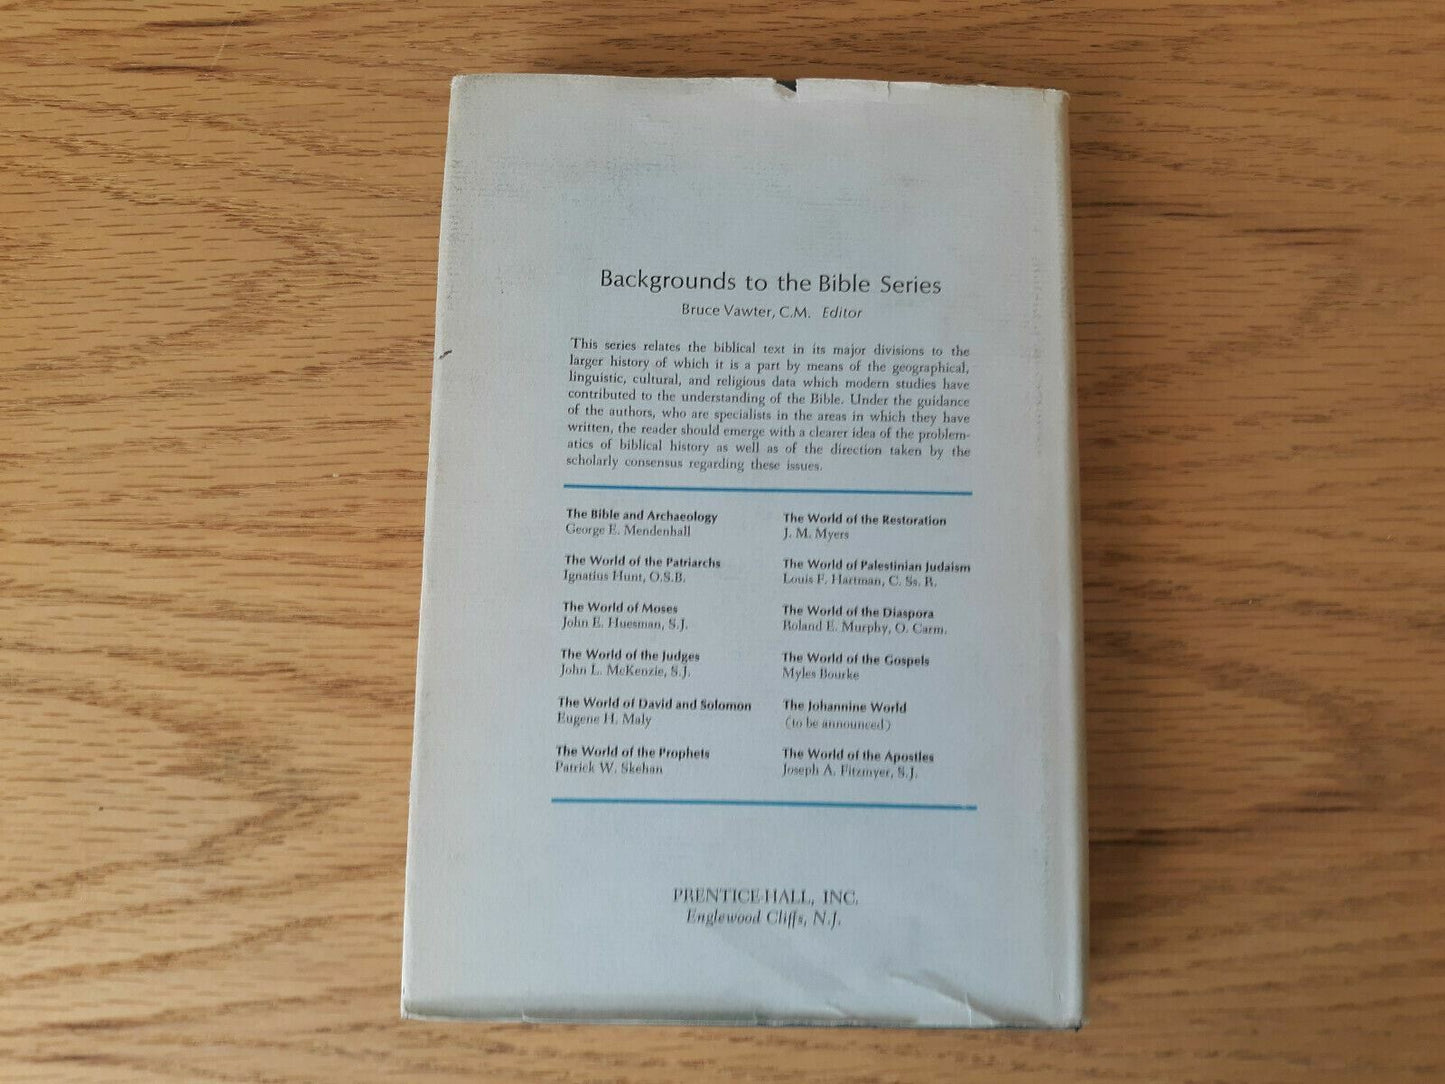 Backgrounds to the Bible Series
Bruce Vawter, C.M. Editor
This series relates the biblical text in its major divisions to the
larger history of which it is a part by means of the geographical,
linguistic, cultural, and religious data which modern studies have
contributed to the understanding of the Bible. Under the guidance
of the authors, who are specialists in the areas in which they have
written, the reader should emerge with a clearer idea of the problem-
atics of biblical history as well as of the direction taken by the
scholarly consensus regarding these issues.
The Bible and Archaeology
George E. Mendenhall
The World of the Patriarchs
Ignatius Hunt, O.S.B.
The World of Moses
John E. Huesman, S.J.
The World of the Judges
John L. McKenzie, S.J.
The World of David and Solomon
Eugene H. Maly
The World of the Prophets
Patrick W. Skehan
The World of the Restoration
J. M. Myers
The World of Palestinian Judaism
Louis F. Hartman, C. Ss. R.
The World of the Diaspora
Roland E. Murphy, O. Carm.
The World of the Gospels
Myles Bourke
The Johannine World
(to be announced)
The World of the Apostles
Joseph A. Fitzmyer, S.J.
PRENTICE-HALL, INC.
Englewood Cliffs, N.J.